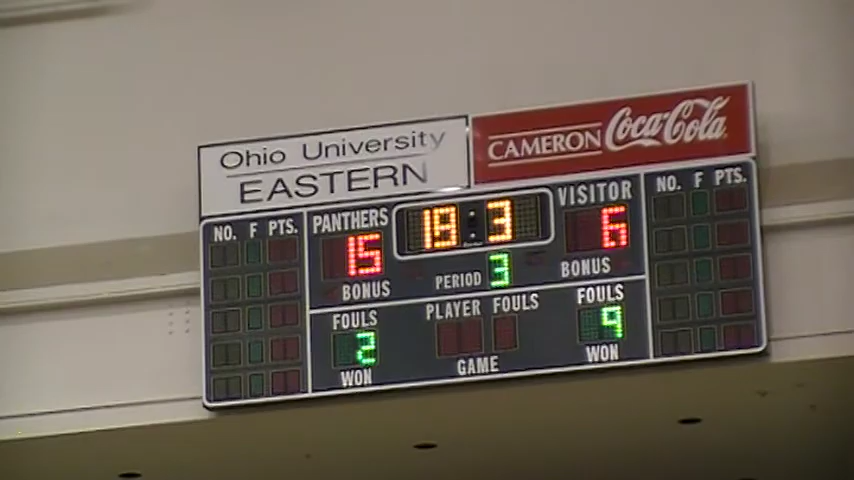 Ohio University
EASTERN
CAMERON Coca-Cola
NO. F PTS.
PANTHERS
VISITOR
NO. F PTS.
15
19 3
6
BONUS
PERIOD 3
BONUS
FOULS
PLAYER FOULS
FOULS
2
9
WON
GAME
WON